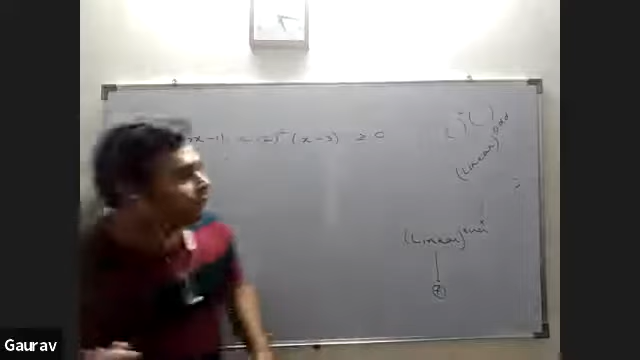 x-1) (x-2)² (x-3) ≥ 0
(Linear)^odd
(Linear)^even
Gaurav